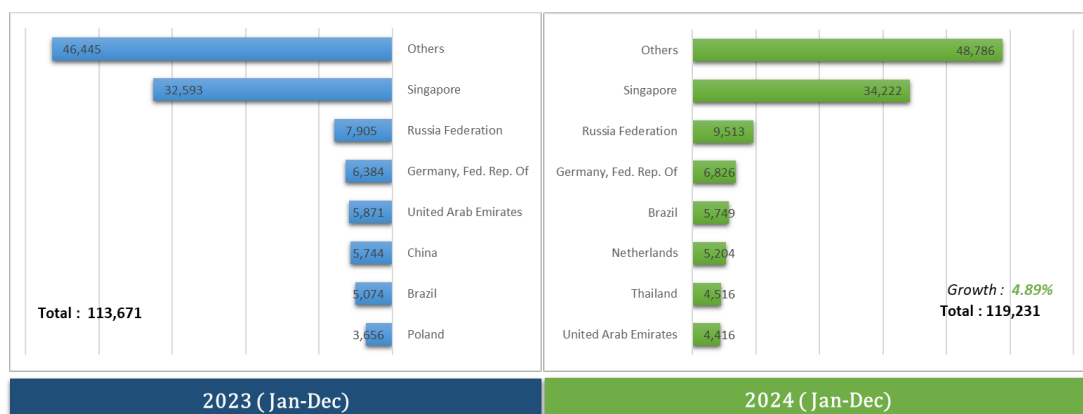 46,445 Others
32,593 Singapore
7,905 Russia Federation
6,384 Germany, Fed. Rep. Of
5,871 United Arab Emirates
5,744 China
5,074 Brazil
3,656 Poland
Total : 113,671
2023 ( Jan-Dec)
Others 48,786
Singapore 34,222
Russia Federation 9,513
Germany, Fed. Rep. Of 6,826
Brazil 5,749
Netherlands 5,204
Thailand 4,516
United Arab Emirates 4,416
Growth : 4.89%
Total : 119,231
2024 ( Jan-Dec)